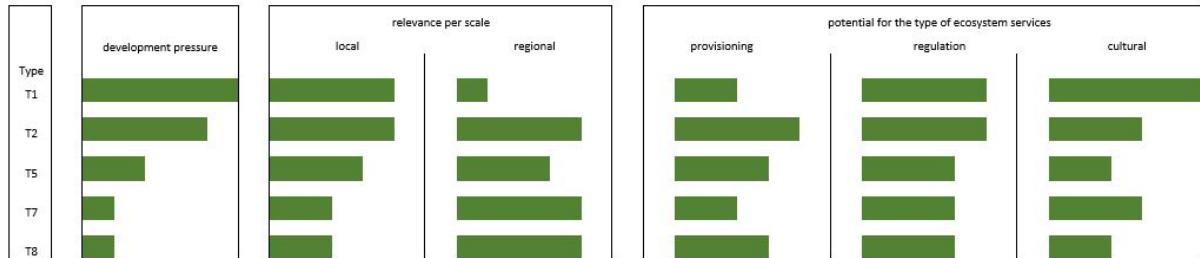 relevance per scale
potential for the type of ecosystem services
development pressure
local
regional
provisioning
regulation
cultural
Type
T1
T2
T5
T7
T8